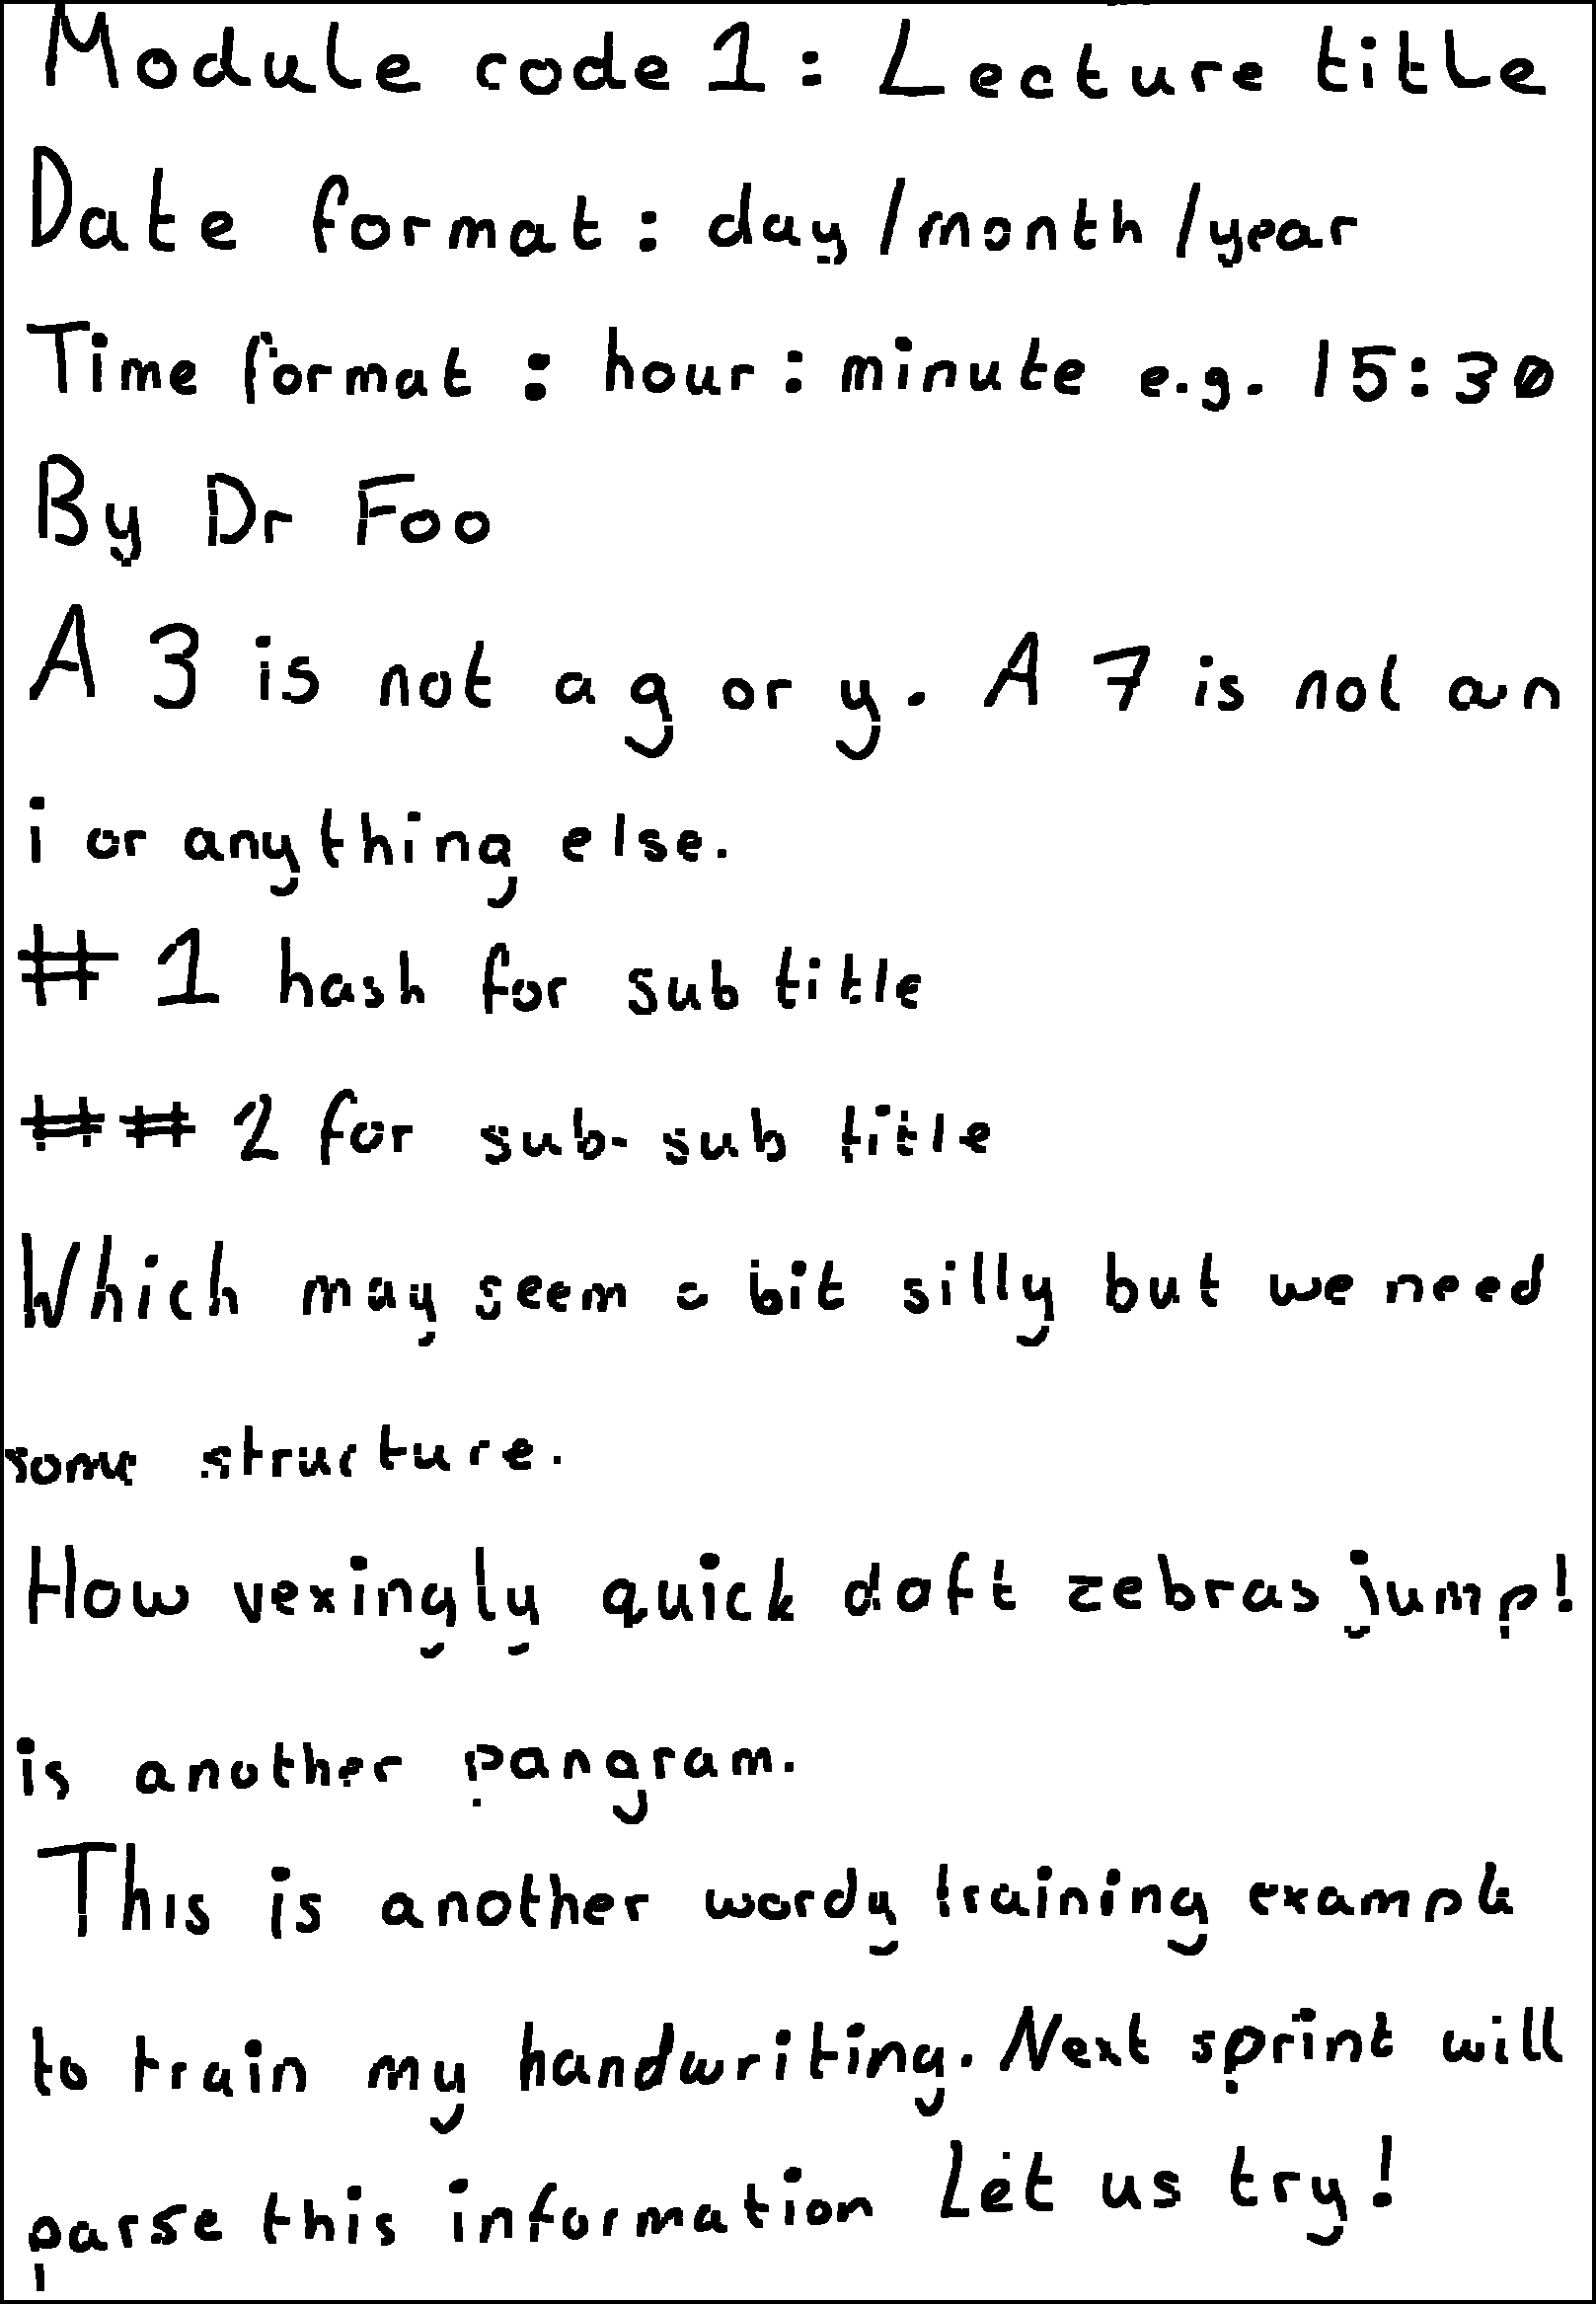 Module code 1: Lecture title
Date format: day/month/year
Time format: hour:minute e.g. 15:30
By Dr Foo
A 3 is not a g or y. A 7 is not an
i or anything else.
# 1 hash for sub title
## 2 for sub-sub title
Which may seem a bit silly but we need
some structure.
How vexingly quick daft zebras jump!
is another pangram.
This is another wordy training example
to train my handwriting. Next sprint will
parse this information Let us try!